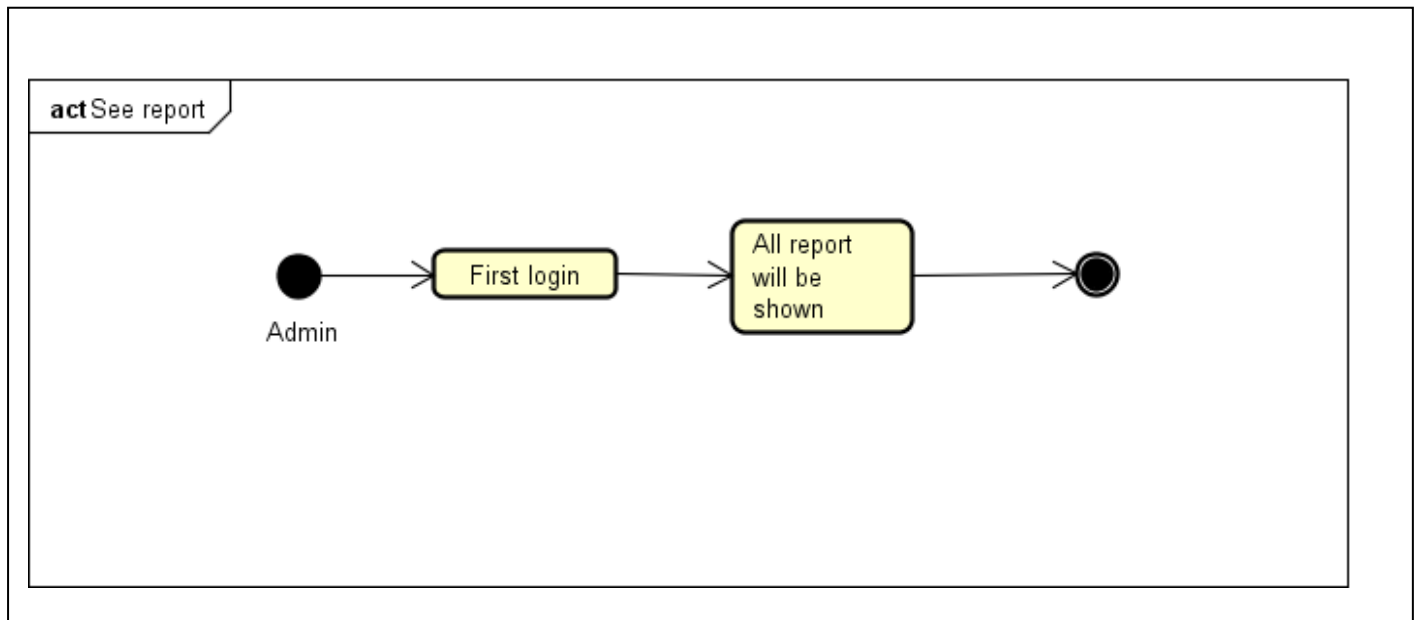 act See report
First login
All report
will be
shown
Admin